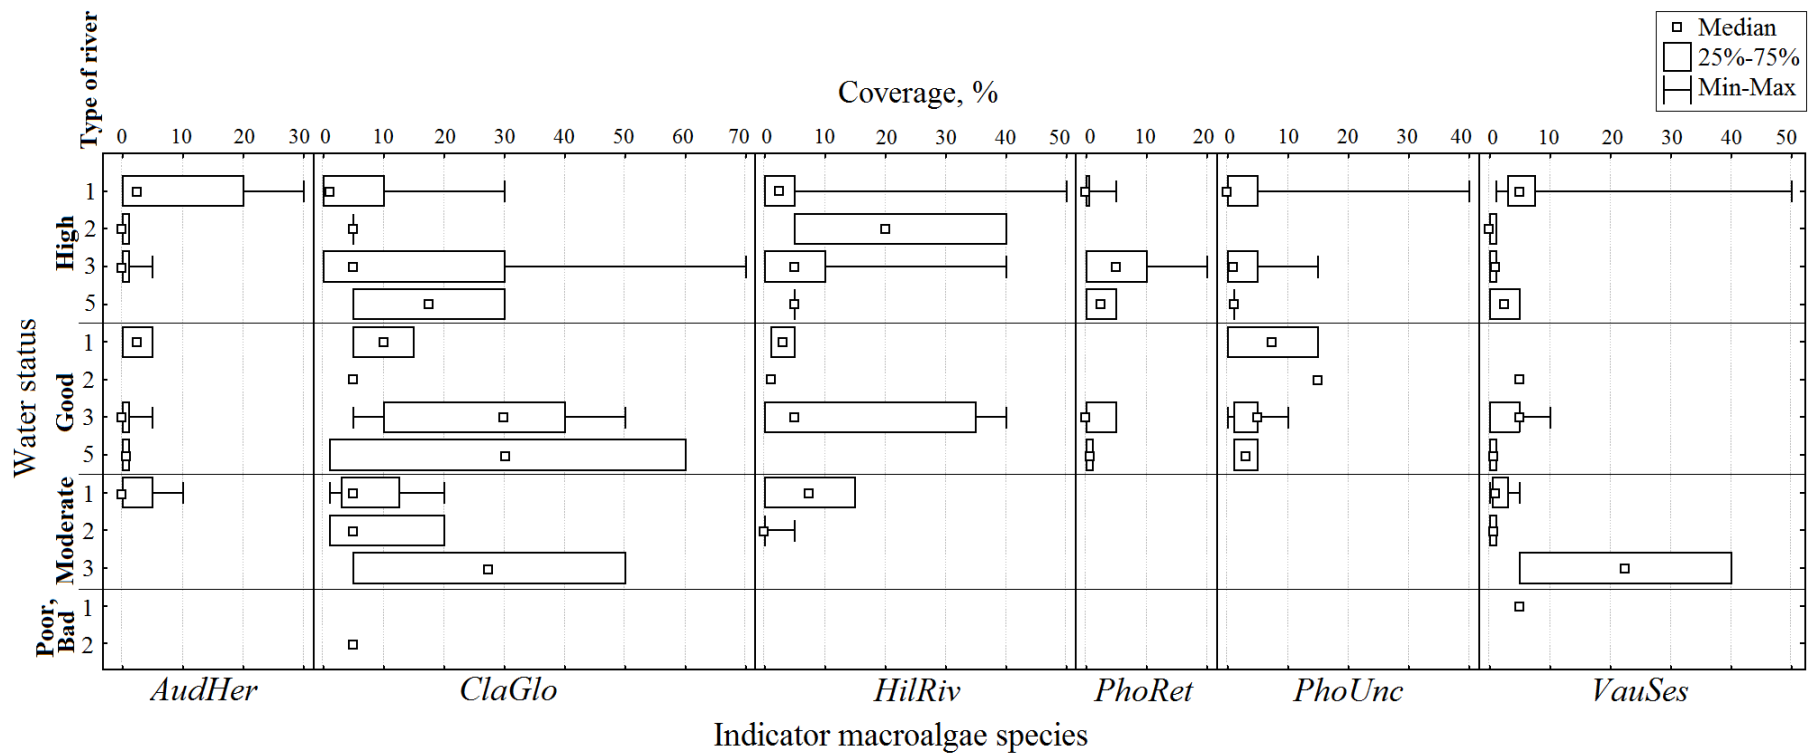 Median
25%-75%
Min-Max
Type of river
Coverage, %
0 10 20 30 0 10 20 30 40 50 60 70 0 10 20 30 40 50 0 10 20 0 10 20 30 40 0 10 20 30 40 50
Water status
High
1
2
3
5
Good
1
2
3
5
Moderate
1
2
3
Poor,
Bad
1
2
AudHer ClaGlo HilRiv PhoRet PhoUnc VauSes
Indicator macroalgae species